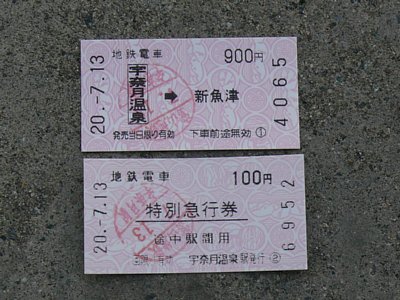 地鉄電車 900円
宇奈月温泉 ➡ 新魚津
発売当日限り有効 下車前途無効 ①
20.-7.13
4065
地鉄電車 100円
特別急行券
途中駅間用
宇奈月温泉駅発行 ②
20.-7.13
6952